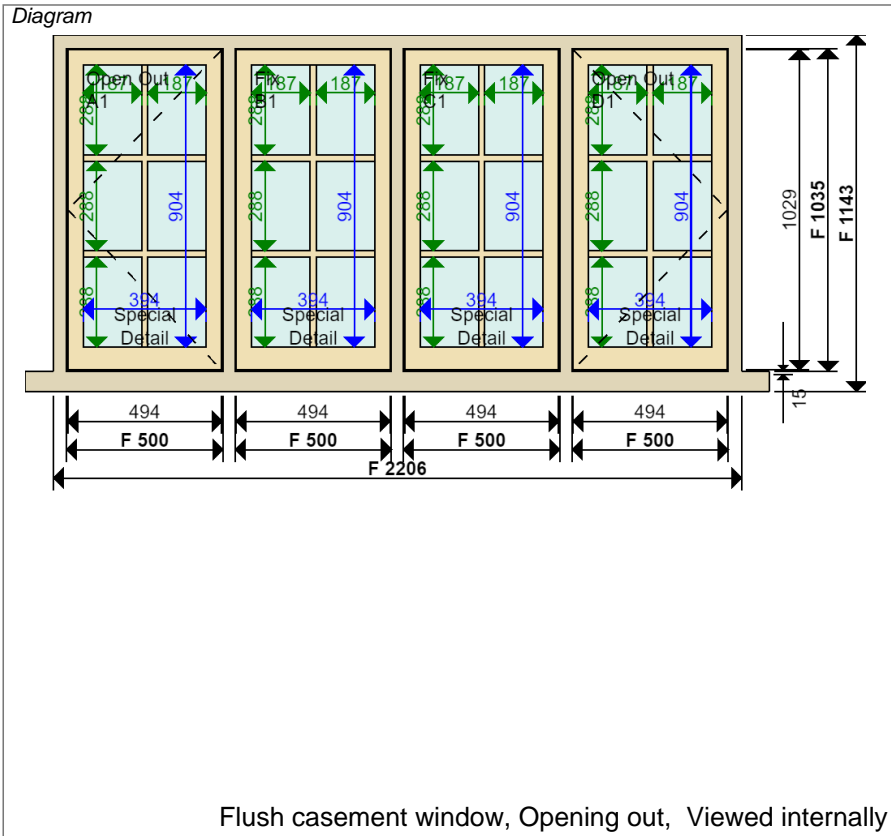 Diagram
Open Out
A1
187 187
288
288
288
904
394
Special
Detail
Fix
B1
187 187
288
288
288
904
394
Special
Detail
Fix
C1
187 187
288
288
288
904
394
Special
Detail
Open Out
D1
187 187
288
288
288
904
394
Special
Detail
1029
F 1035
F 1143
15
494 494 494 494
F 500 F 500 F 500 F 500
F 2206
Flush casement window, Opening out, Viewed internally